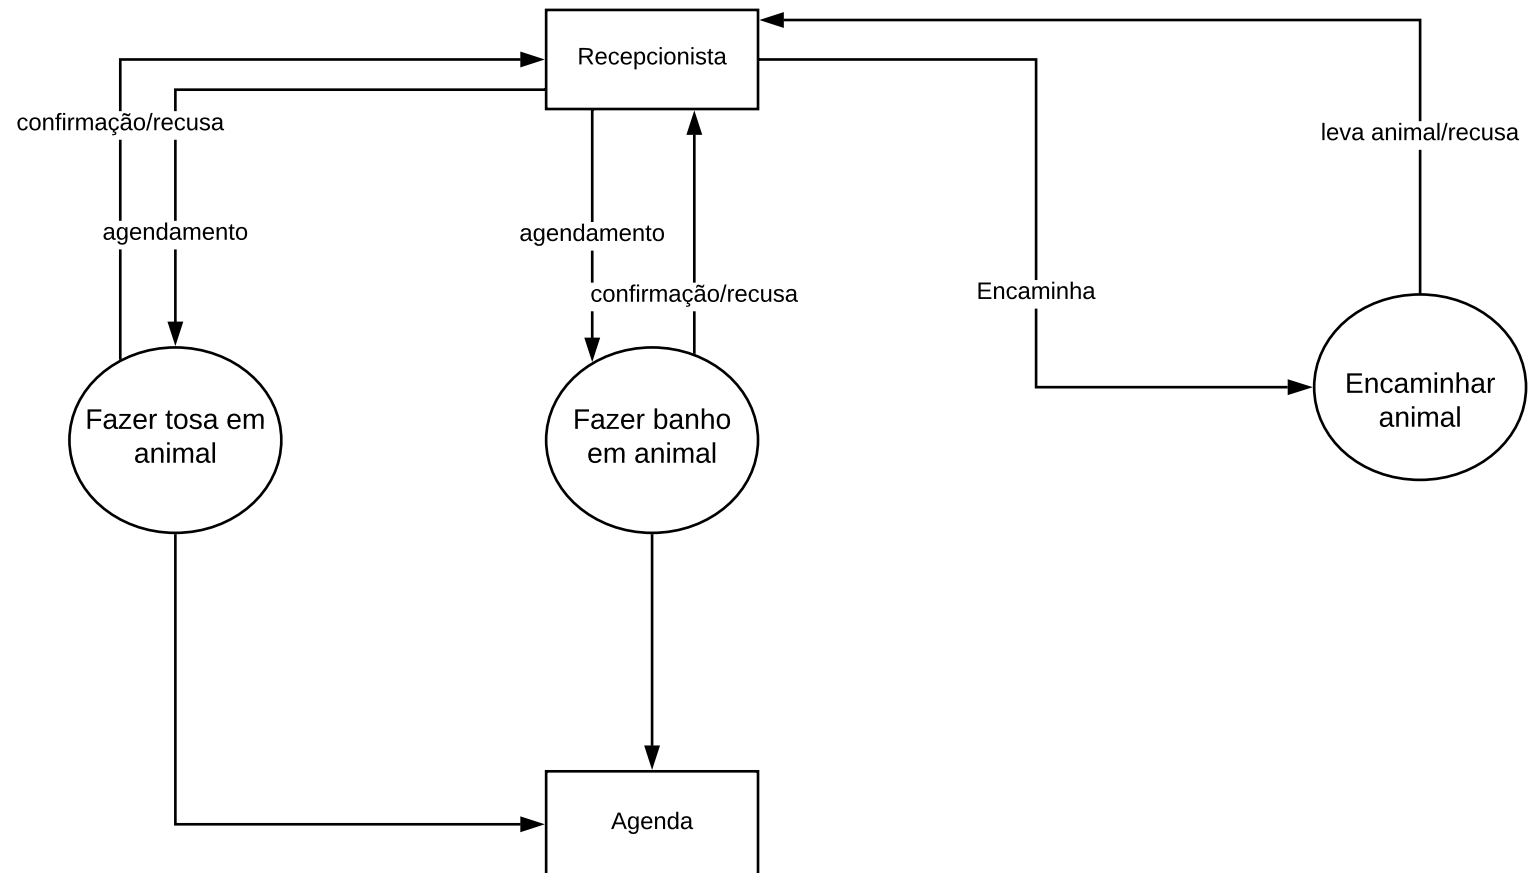 Recepcionista
confirmação/recusa
leva animal/recusa
agendamento
agendamento
Encaminha
confirmação/recusa
Encaminhar
animal
Fazer tosa em
animal
Fazer banho
em animal
Agenda